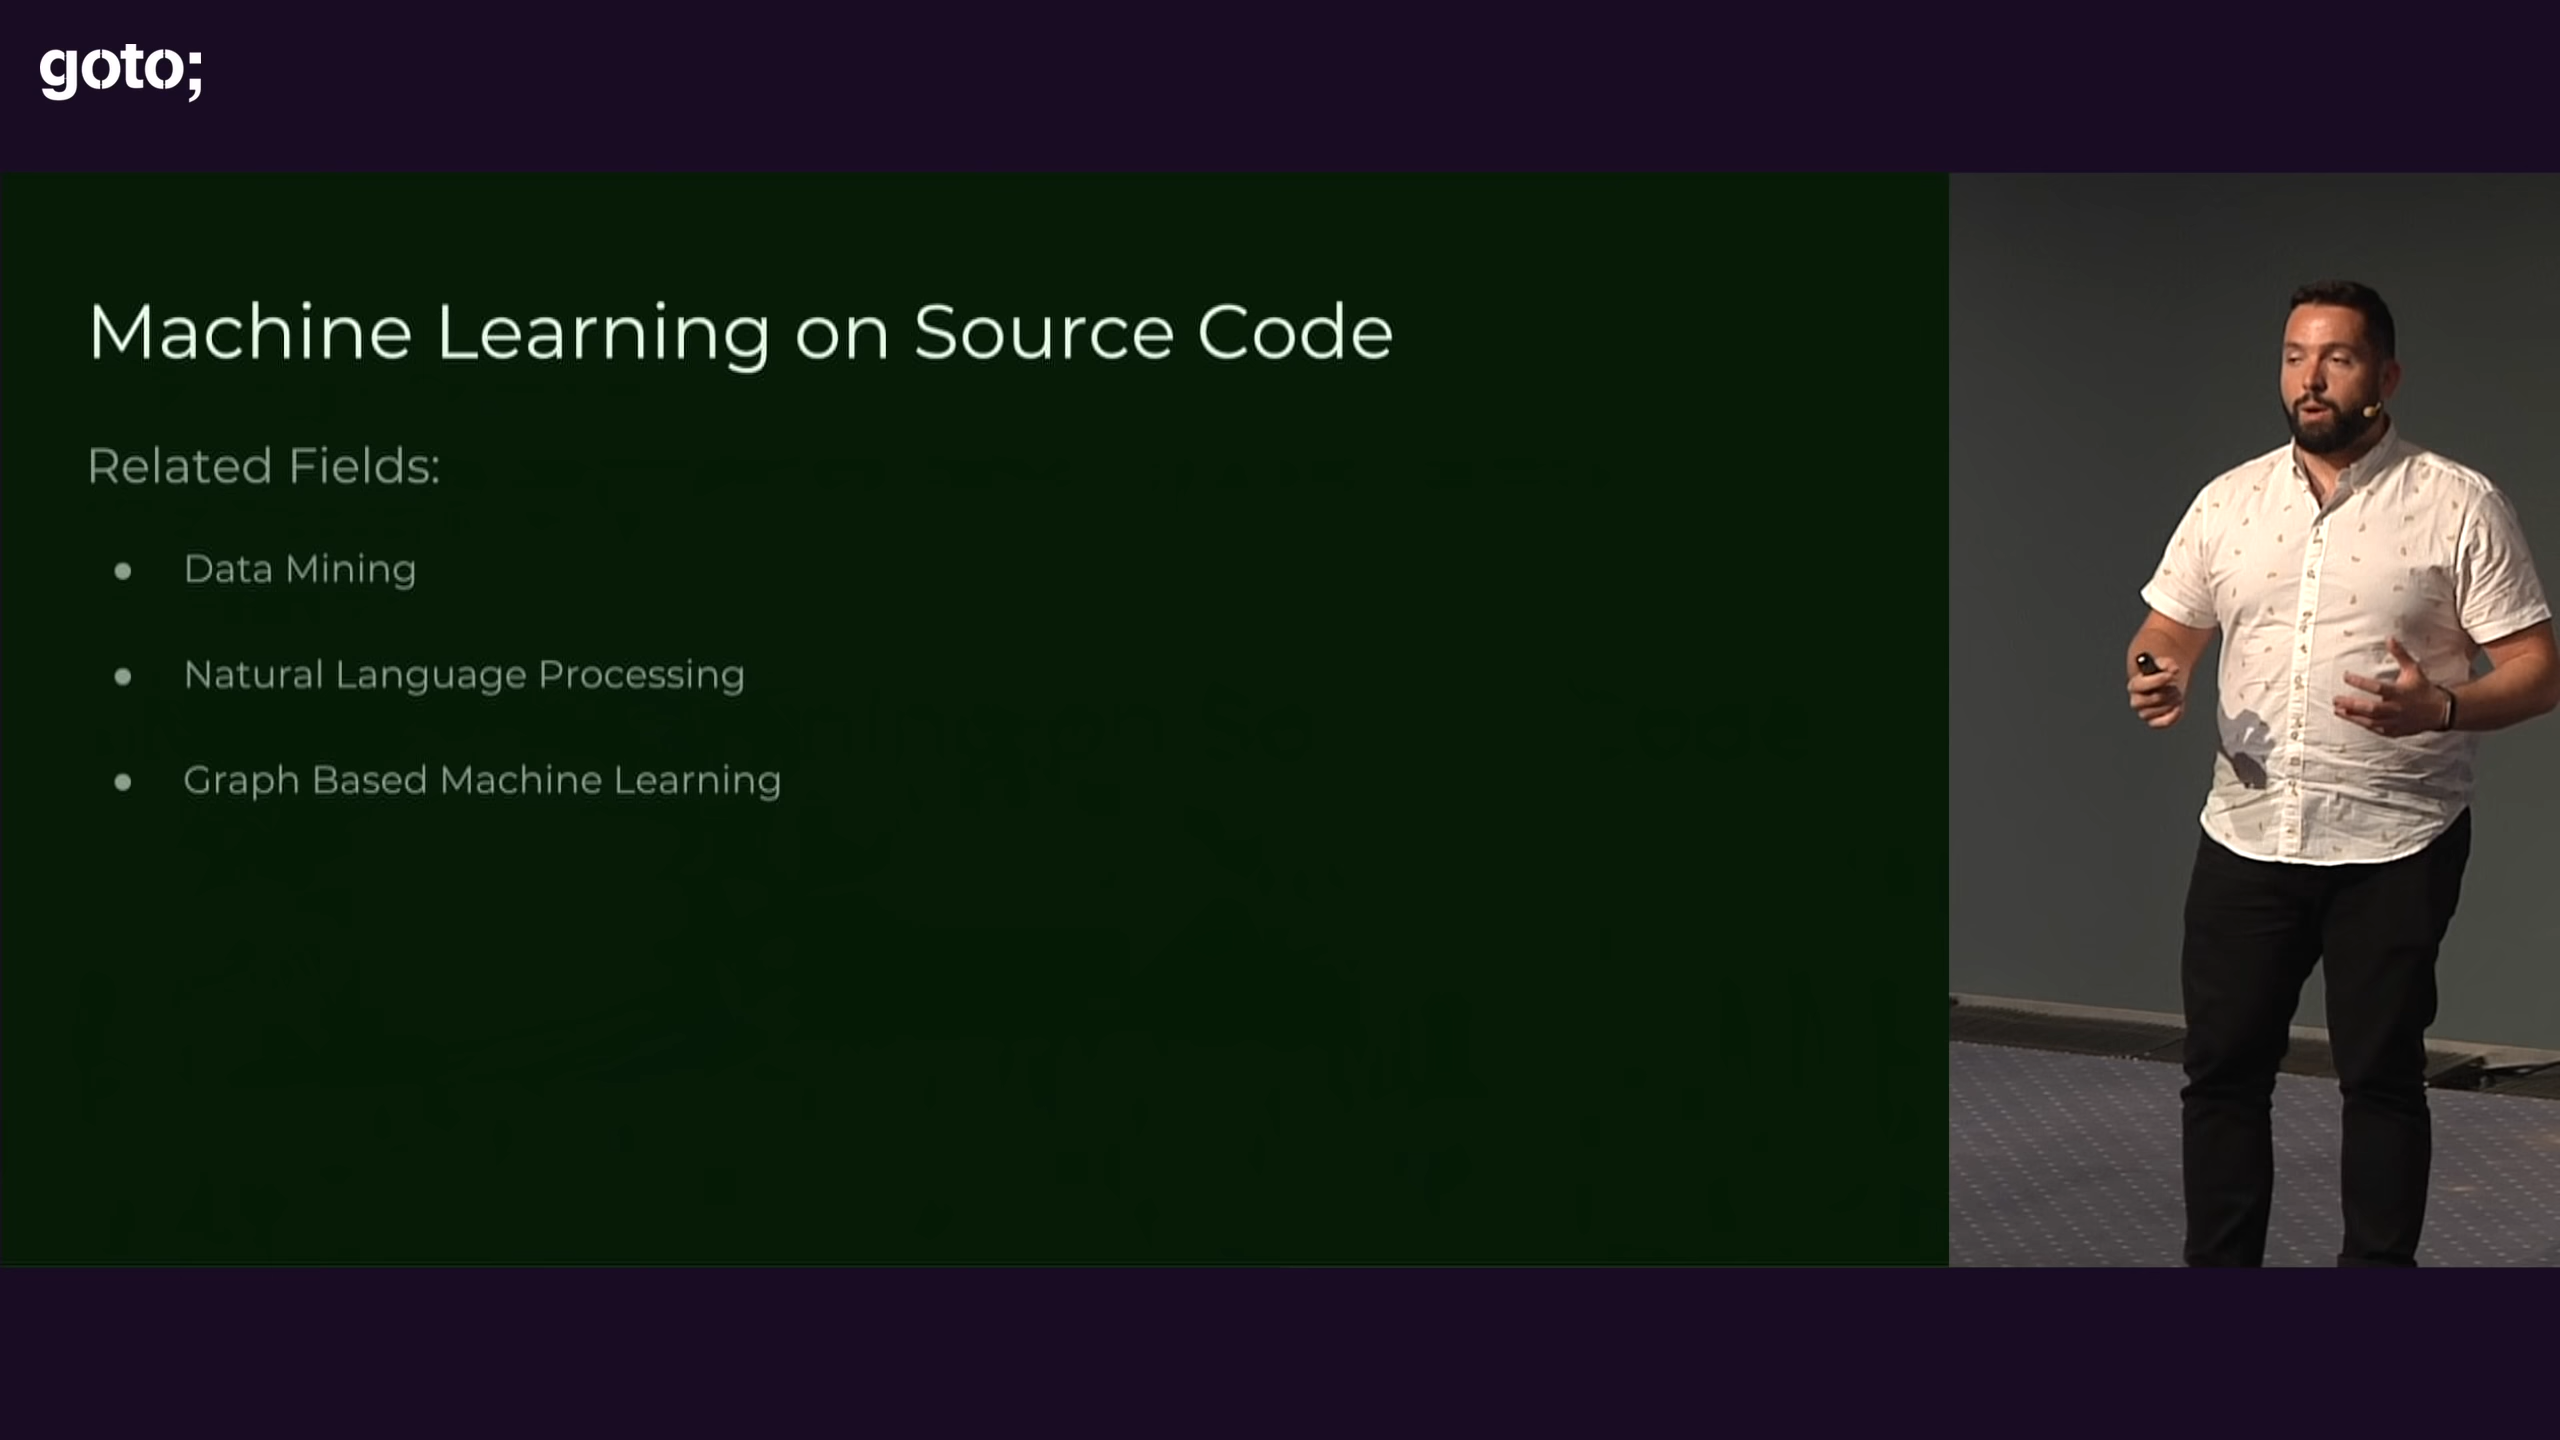 goto;
Machine Learning on Source Code
Related Fields:
● Data Mining
● Natural Language Processing
● Graph Based Machine Learning